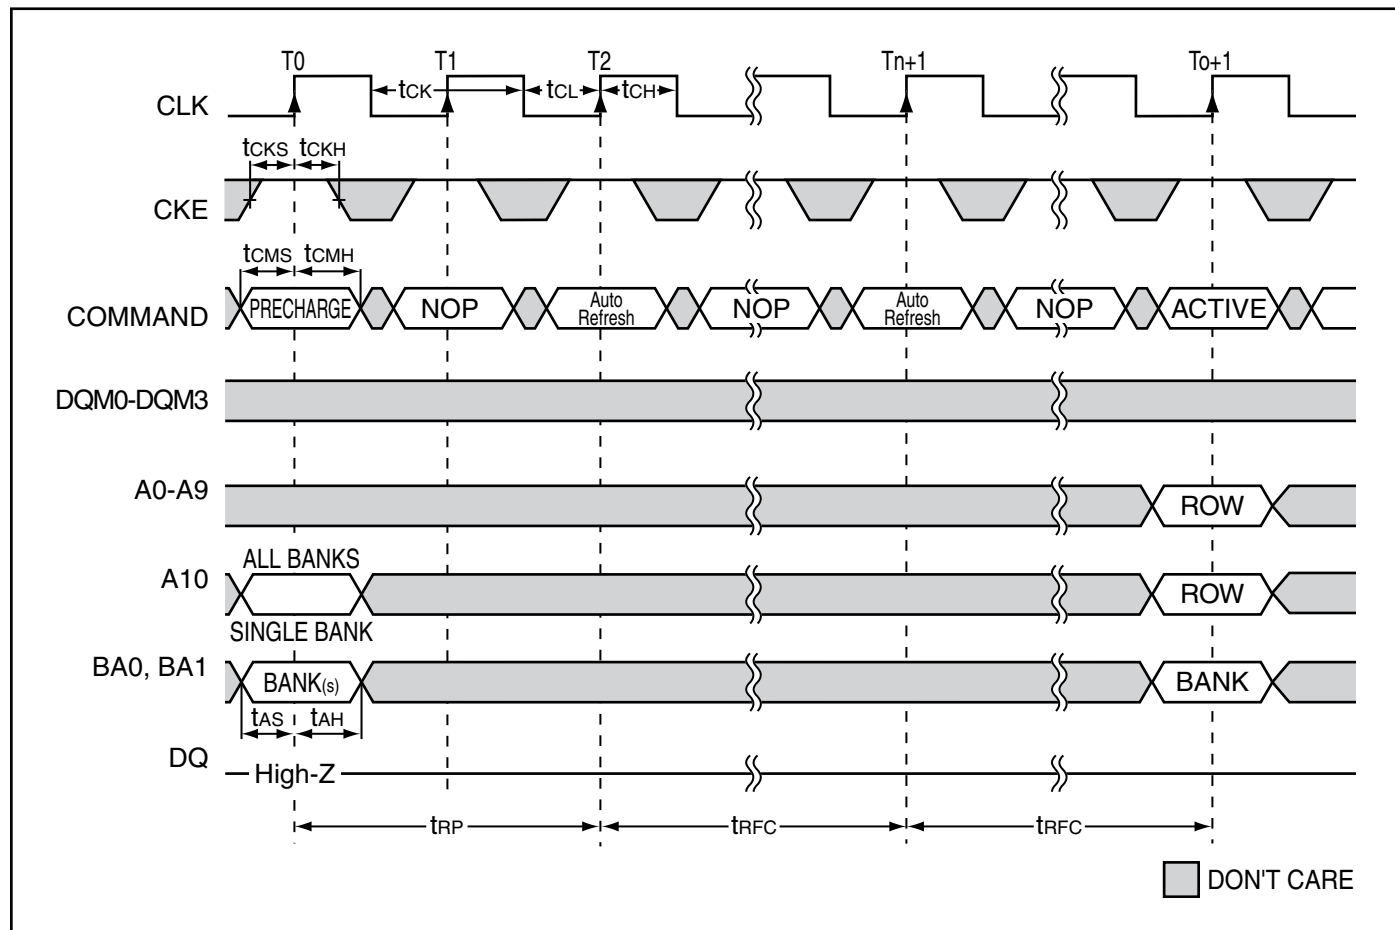 T0 T1 T2 Tn+1 To+1
CLK tCK tCL tCH
tCKS tCKH
CKE
tCMS tCMH
COMMAND PRECHARGE NOP Auto Refresh NOP Auto Refresh NOP ACTIVE
DQM0-DQM3
A0-A9 ROW
ALL BANKS
A10 ROW
SINGLE BANK
BA0, BA1 BANK(s) BANK
tAS tAH
DQ High-Z
tRP tRFC tRFC
DON'T CARE